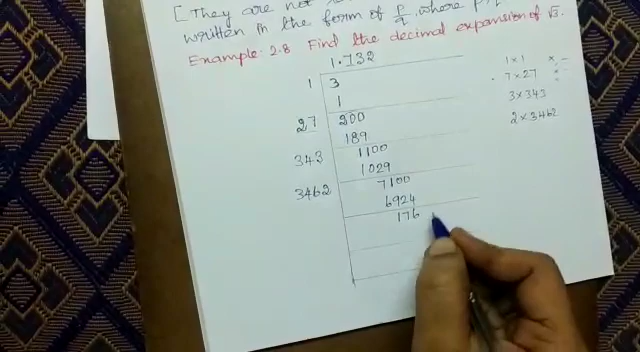 [They are not
written in the form of p/q, where p,
Example: 2.8 Find the decimal expansion of √3.
1.732
1 3 1×1 ×
1 7×27
27 200 3×343
189 2×3462
343 1100
1029
3462 7100
6924
176